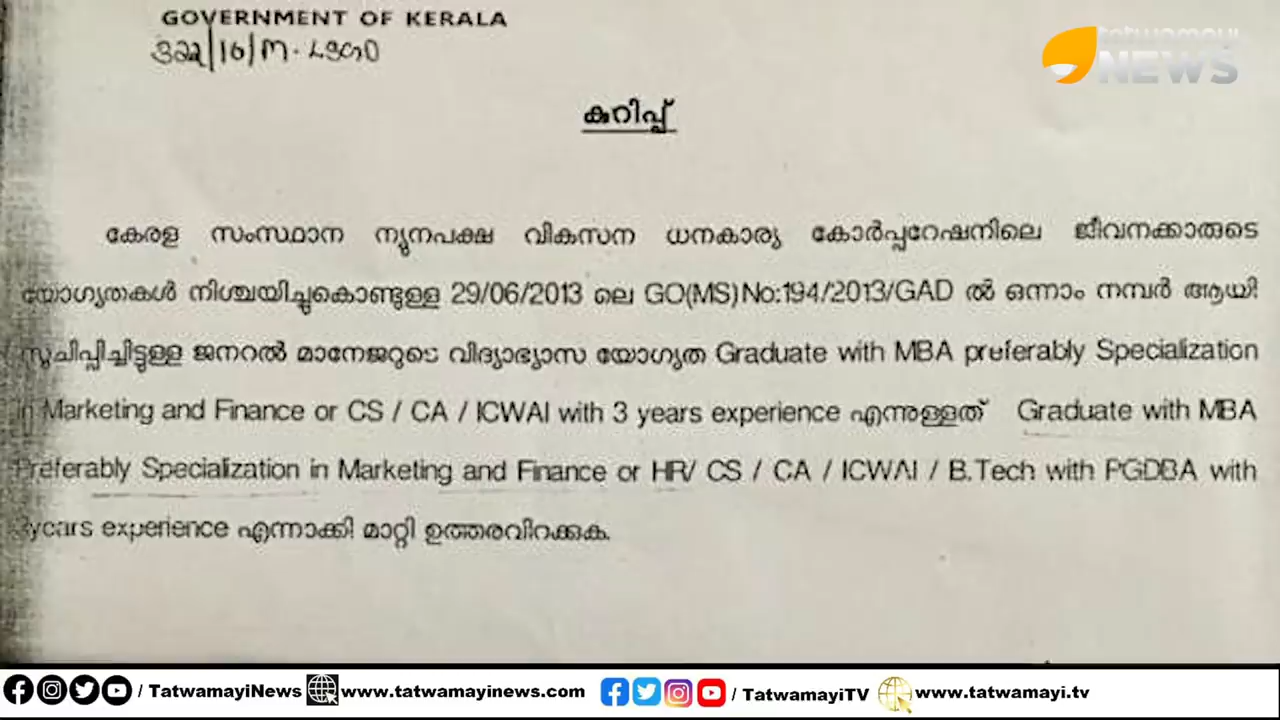 GOVERNMENT OF KERALA
tatwamayi
NEWS
കുറിപ്പ്
കേരള സംസ്ഥാന ന്യൂനപക്ഷ വികസന ധനകാര്യ കോർപ്പറേഷനിലെ ജീവനക്കാരുടെ
യോഗ്യതകൾ നിശ്ചയിച്ചുകൊണ്ടുള്ള 29/06/2013 ലെ GO(MS)No:194/2013/GAD ൽ ഒന്നാം നമ്പർ ആയി
സൂചിപ്പിച്ചിട്ടുള്ള ജനറൽ മാനേജറുടെ വിദ്യാഭ്യാസ യോഗ്യത Graduate with MBA preferably Specialization
in Marketing and Finance or CS / CA / ICWAI with 3 years experience എന്നുള്ളത് Graduate with MBA
Preferably Specialization in Marketing and Finance or HR/ CS / CA / ICWAI / B.Tech with PGDBA with
years experience എന്നാക്കി മാറ്റി ഉത്തരവിറക്കുക.
/ TatwamayiNews www.tatwamayinews.com / TatwamayiTV www.tatwamayi.tv